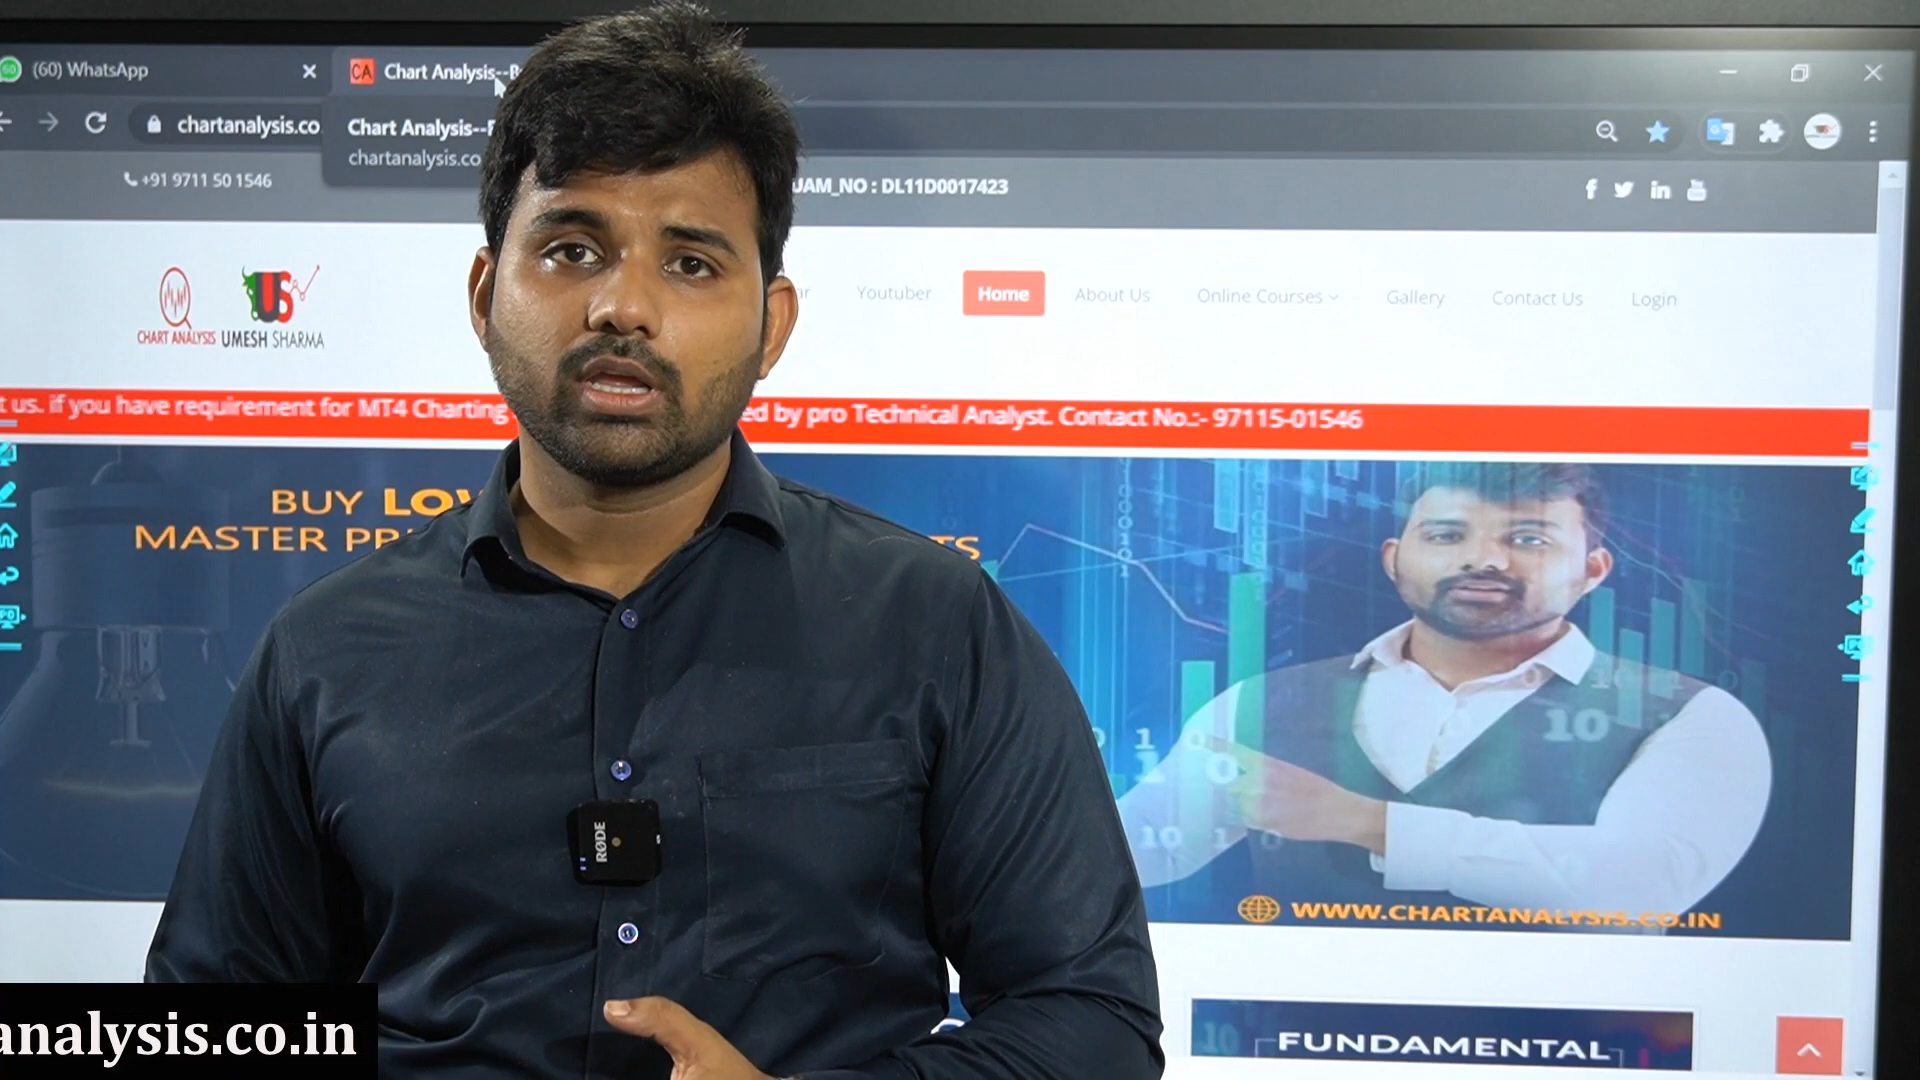 (60) WhatsApp
Chart Analysis--
chartanalysis.co
Chart Analysis--
chartanalysis.co
+91 9711 50 1546
UAM_NO : DL11D0017423
CHART ANALYSIS
US
UMESH SHARMA
Youtuber
Home
About Us
Online Courses
Gallery
Contact Us
Login
us. if you have requirement for MT4 Charting
by pro Technical Analyst. Contact No.:- 97115-01546
BUY
MASTER
WWW.CHARTANALYSIS.CO.IN
RØDE
FUNDAMENTAL
analysis.co.in